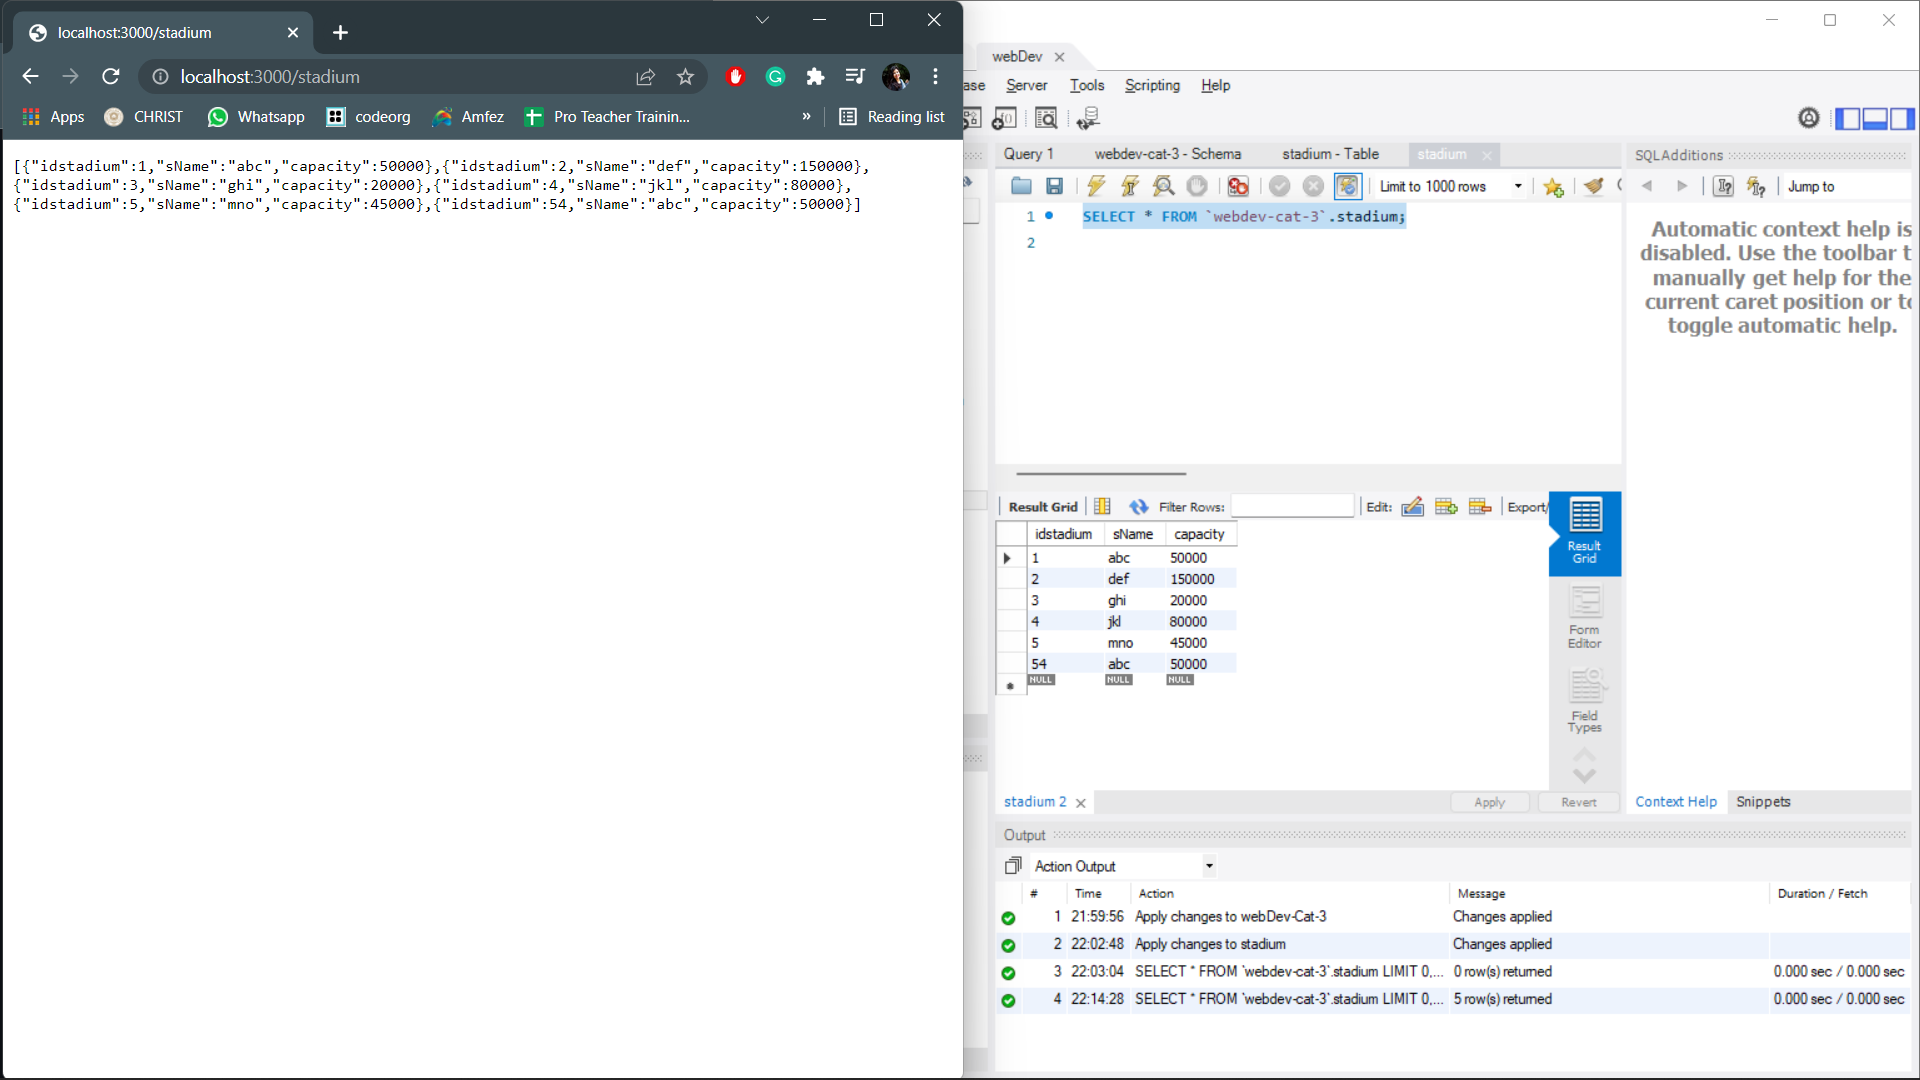 localhost:3000/stadium
localhost:3000/stadium
Apps CHRIST Whatsapp codeorg Amfez Pro Teacher Trainin... » Reading list
[{"idstadium":1,"sName":"abc","capacity":50000},{"idstadium":2,"sName":"def","capacity":150000},
{"idstadium":3,"sName":"ghi","capacity":20000},{"idstadium":4,"sName":"jkl","capacity":80000},
{"idstadium":5,"sName":"mno","capacity":45000},{"idstadium":54,"sName":"abc","capacity":50000}]
webDev
ase Server Tools Scripting Help
Query 1 webdev-cat-3 - Schema stadium - Table stadium
Limit to 1000 rows
1 SELECT * FROM `webdev-cat-3`.stadium;
2
SQLAdditions
Jump to
Automatic context help is
disabled. Use the toolbar t
manually get help for the
current caret position or to
toggle automatic help.
Result Grid Filter Rows: Edit: Export/
idstadium sName capacity
1 abc 50000
2 def 150000
3 ghi 20000
4 jkl 80000
5 mno 45000
54 abc 50000
NULL NULL NULL
Result
Grid
Form
Editor
Field
Types
stadium 2 Apply Revert
Context Help Snippets
Output
Action Output
# Time Action Message Duration / Fetch
1 21:59:56 Apply changes to webDev-Cat-3 Changes applied
2 22:02:48 Apply changes to stadium Changes applied
3 22:03:04 SELECT * FROM `webdev-cat-3`.stadium LIMIT 0,... 0 row(s) returned 0.000 sec / 0.000 sec
4 22:14:28 SELECT * FROM `webdev-cat-3`.stadium LIMIT 0,... 5 row(s) returned 0.000 sec / 0.000 sec